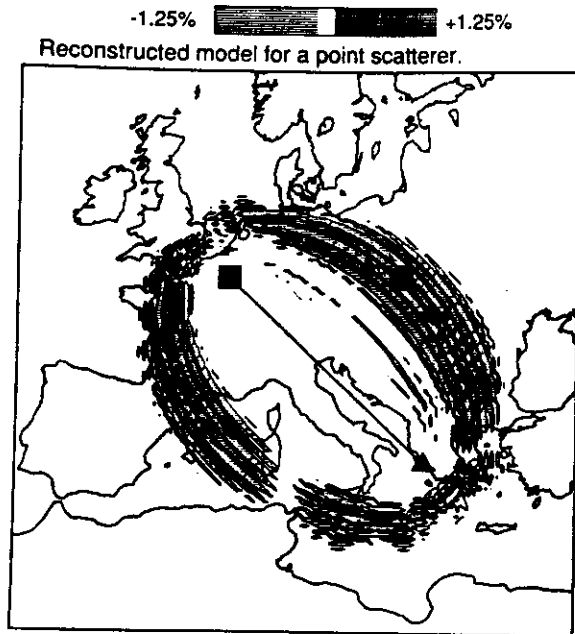 -1.25% +1.25%
Reconstructed model for a point scatterer.